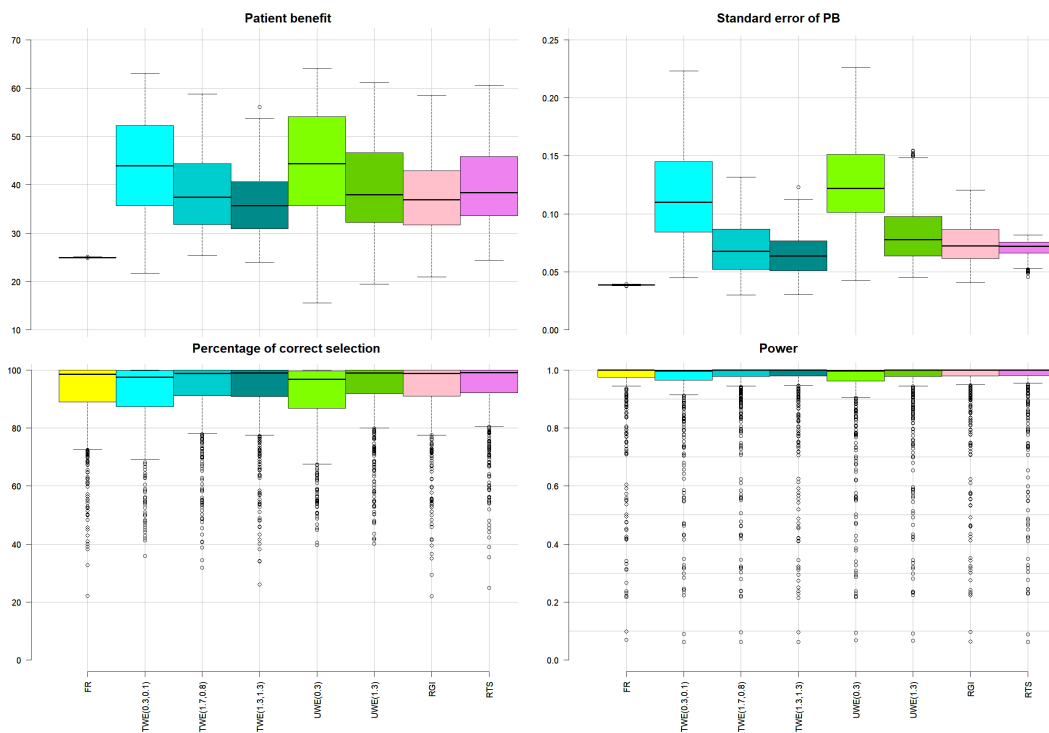 Patient benefit
70
60
50
40
30
20
10
Standard error of PB
0.25
0.20
0.15
0.10
0.05
0.00
Percentage of correct selection
100
80
60
40
20
0
FR
TWE(0.3,0.1)
TWE(1.7,0.8)
TWE(1.3,1.3)
UWE(0.3)
UWE(1.3)
RGI
RTS
Power
1.0
0.8
0.6
0.4
0.2
0.0
FR
TWE(0.3,0.1)
TWE(1.7,0.8)
TWE(1.3,1.3)
UWE(0.3)
UWE(1.3)
RGI
RTS